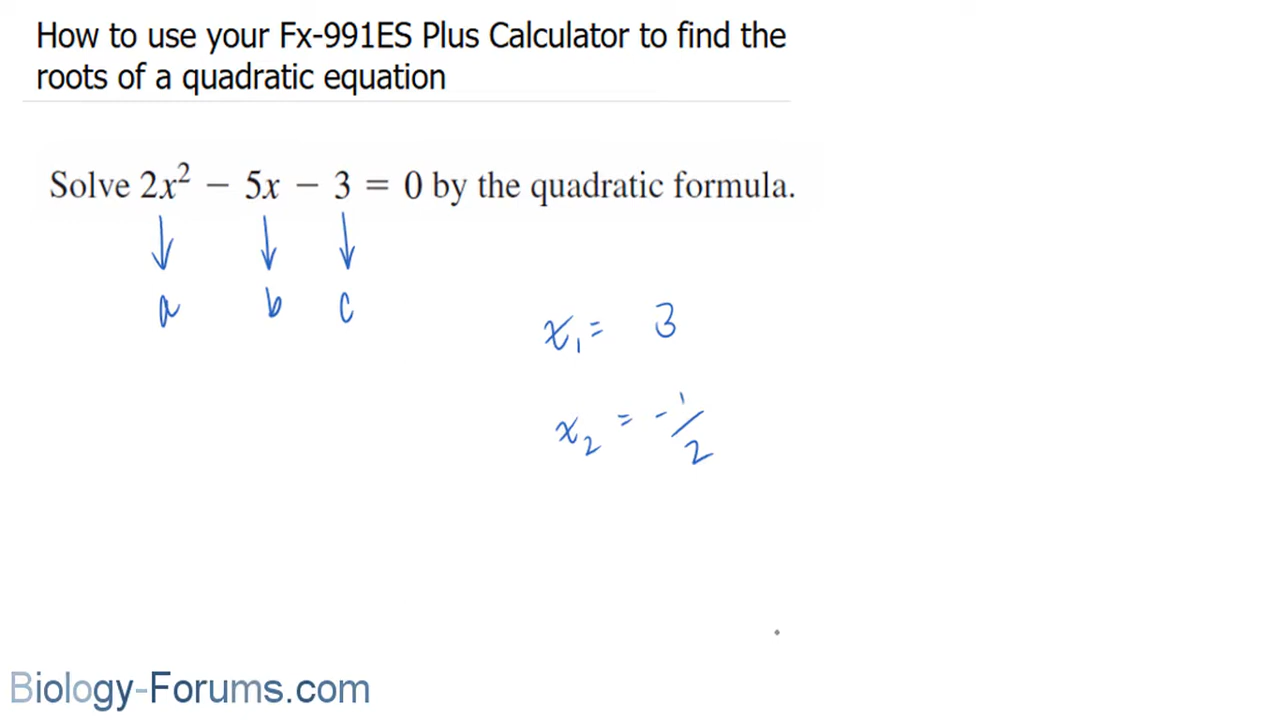 How to use your Fx-991ES Plus Calculator to find the
roots of a quadratic equation
Solve 2x² − 5x − 3 = 0 by the quadratic formula.
a b c
x₁ = 3
x₂ = -1/2
Biology-Forums.com